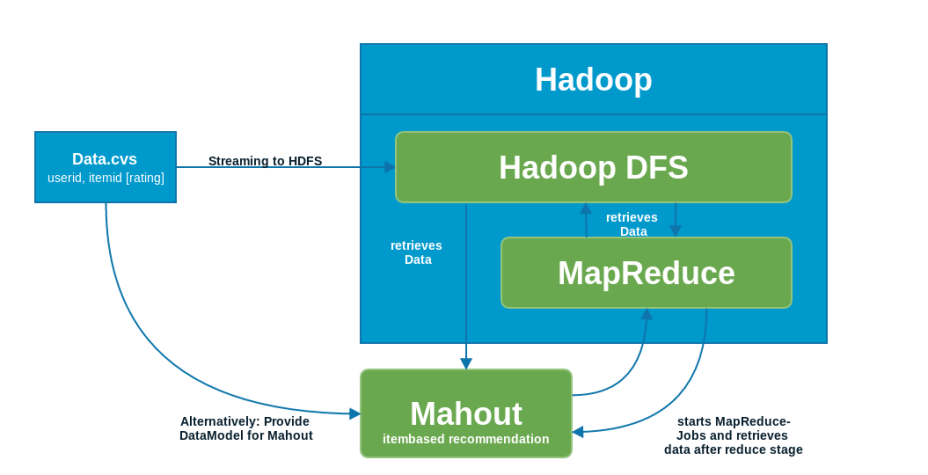 Hadoop
Data.cvs
userid, itemid [rating]
Streaming to HDFS
Hadoop DFS
retrieves
Data
retrieves
Data
MapReduce
Mahout
itembased recommendation
Alternatively: Provide
DataModel for Mahout
starts MapReduce-
Jobs and retrieves
data after reduce stage